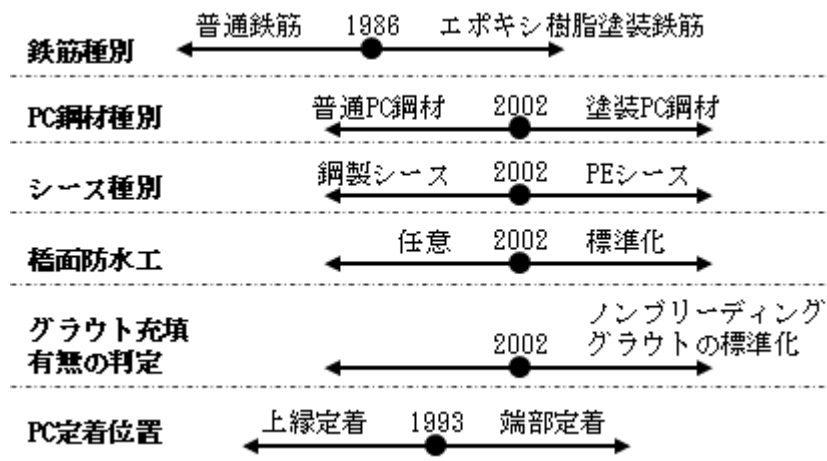 普通鉄筋 1986 エポキシ樹脂塗装鉄筋
鉄筋種別
普通PC鋼材 2002 塗装PC鋼材
PC鋼材種別
鋼製シース 2002 PEシース
シース種別
任意 2002 標準化
橋面防水工
ノンブリーディング
グラウト充填 2002 グラウトの標準化
有無の判定
上縁定着 1993 端部定着
PC定着位置